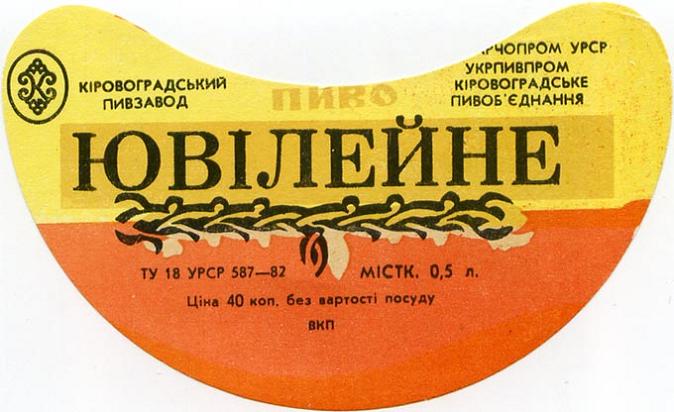 КІРОВОГРАДСЬКИЙ
ПИВЗАВОД
УРСР
УКРПИВПРОМ
КІРОВОГРАДСЬКЕ
ПИВОБ'ЄДНАННЯ
ПИВО
ЮВІЛЕЙНЕ
ТУ 18 УРСР 587—82 МІСТК. 0,5 л.
Ціна 40 коп. без вартості посуду
ВКП